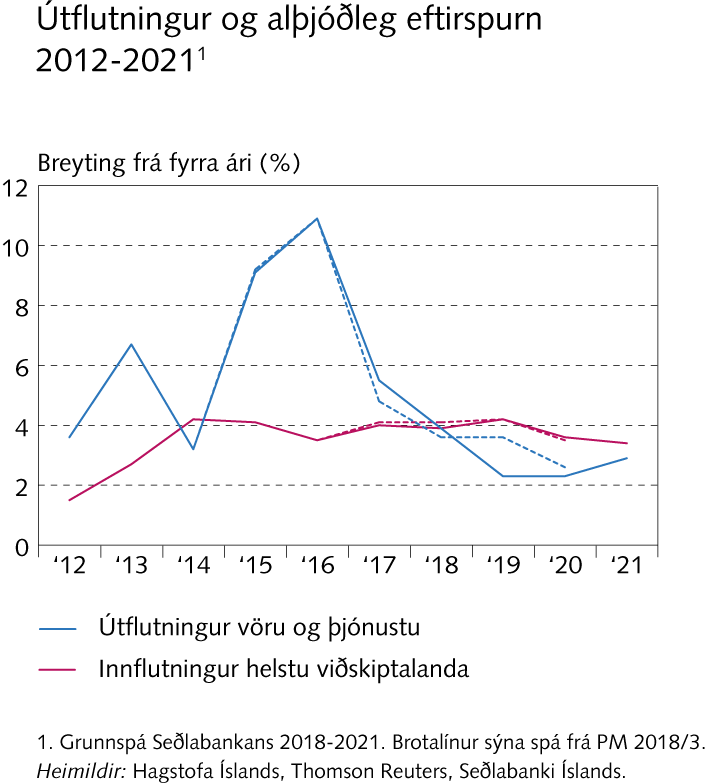 Útflutningur og alþjóðleg eftirspurn
2012-2021¹
Breyting frá fyrra ári (%)
12
10
8
6
4
2
0
‘12 ‘13 ‘14 ‘15 ‘16 ‘17 ‘18 ‘19 ‘20 ‘21
Útflutningur vöru og þjónustu
Innflutningur helstu viðskiptalanda
1. Grunnspá Seðlabankans 2018-2021. Brotalínur sýna spá frá PM 2018/3.
Heimildir: Hagstofa Íslands, Thomson Reuters, Seðlabanki Íslands.